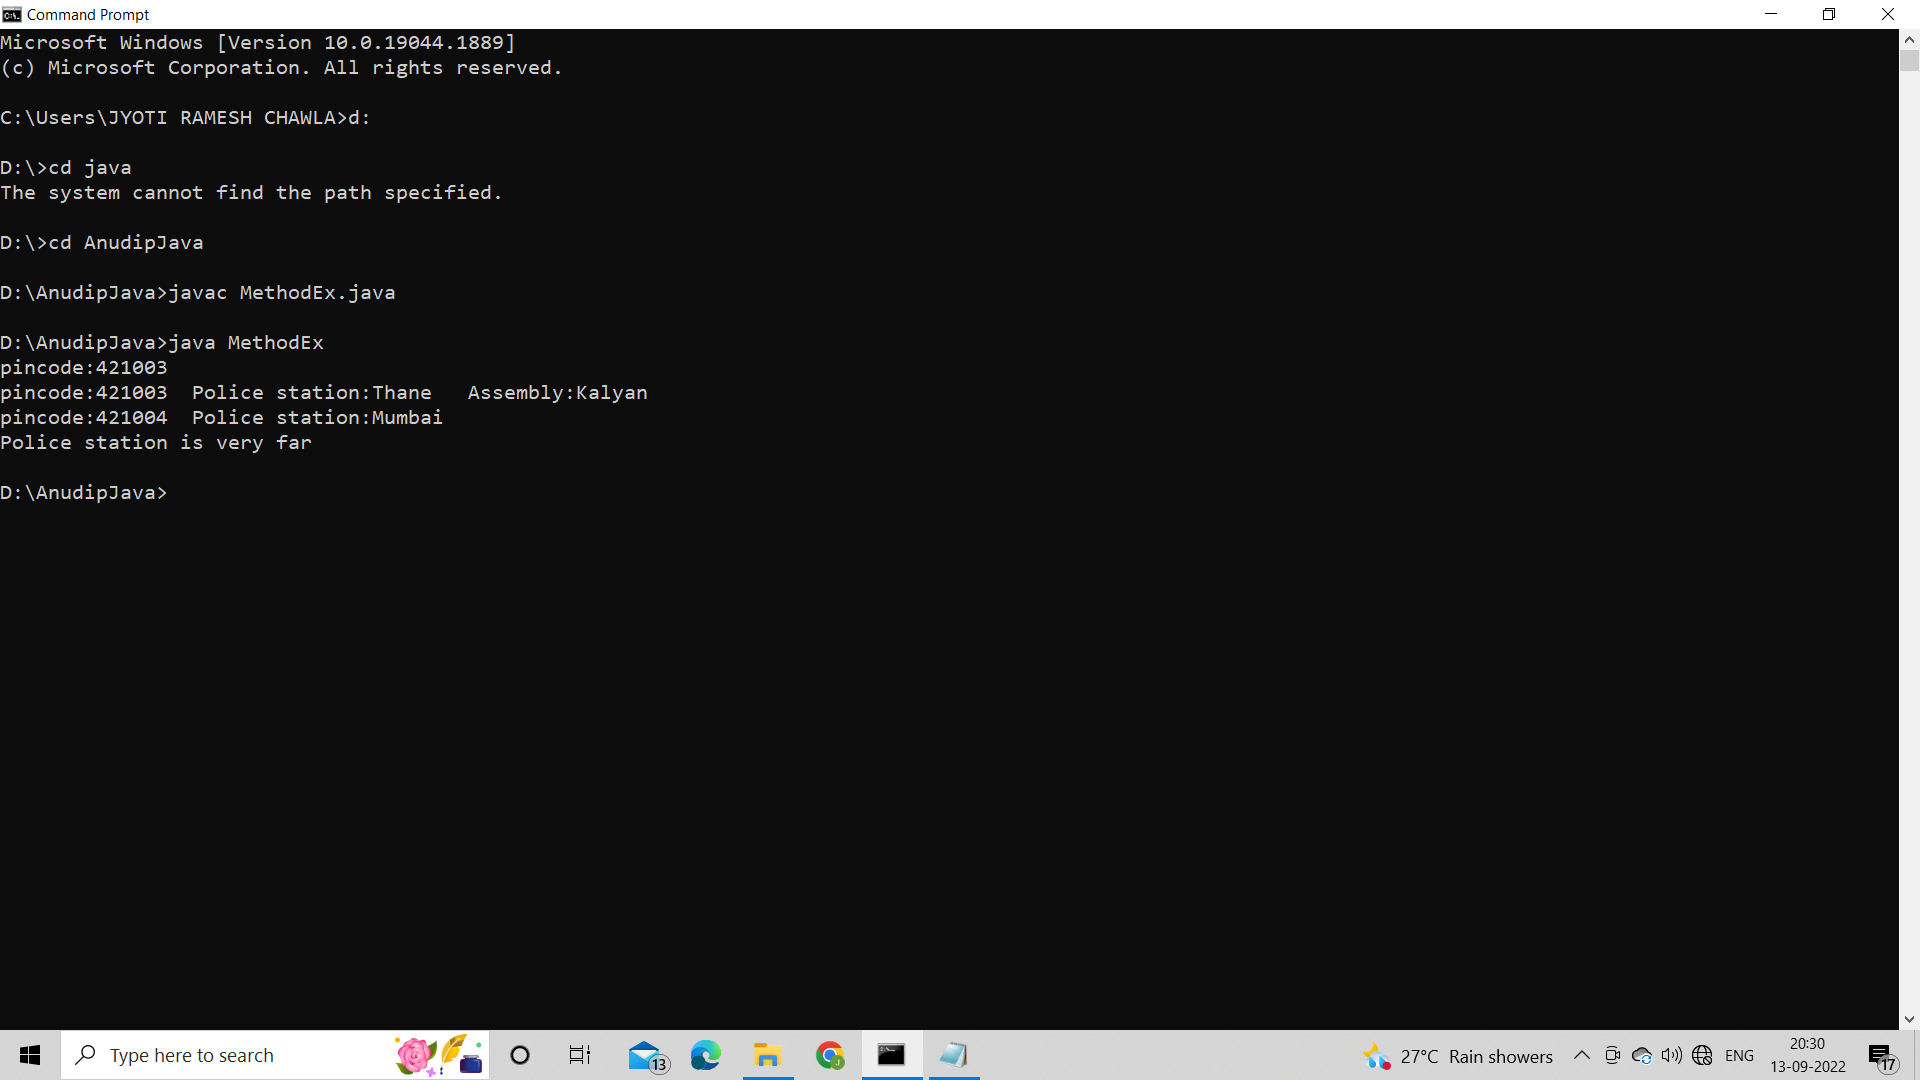 Command Prompt
Microsoft Windows [Version 10.0.19044.1889]
(c) Microsoft Corporation. All rights reserved.
C:\Users\JYOTI RAMESH CHAWLA>d:
D:\>cd java
The system cannot find the path specified.
D:\>cd AnudipJava
D:\AnudipJava>javac MethodEx.java
D:\AnudipJava>java MethodEx
pincode:421003
pincode:421003  Police station:Thane   Assembly:Kalyan
pincode:421004  Police station:Mumbai
Police station is very far
D:\AnudipJava>
Type here to search
13
27°C Rain showers
ENG
20:30
13-09-2022
17